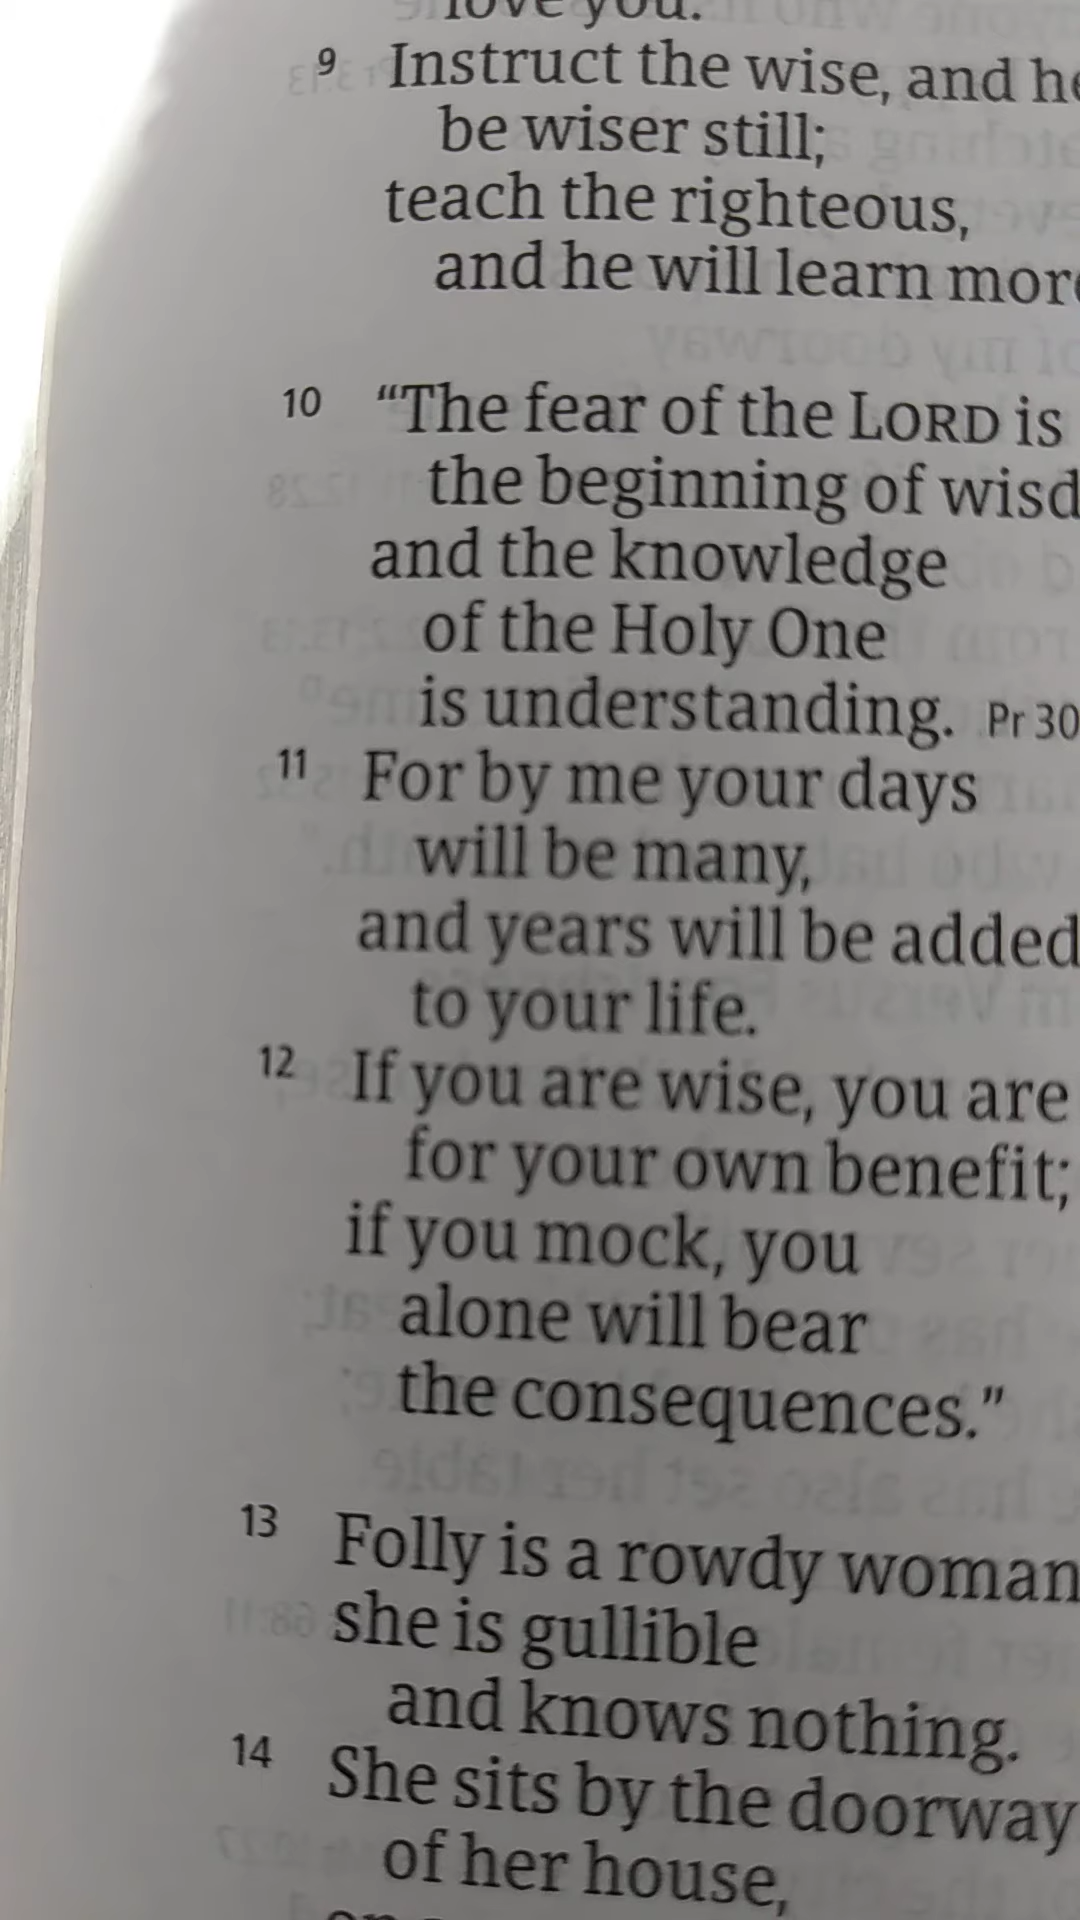 love you.
9 Instruct the wise, and he
be wiser still;
teach the righteous,
and he will learn more
10 “The fear of the LORD is
the beginning of wisd
and the knowledge
of the Holy One
is understanding. Pr 30
11 For by me your days
will be many,
and years will be added
to your life.
12 If you are wise, you are
for your own benefit;
if you mock, you
alone will bear
the consequences.”
13 Folly is a rowdy woman
she is gullible
and knows nothing.
14 She sits by the doorway
of her house,